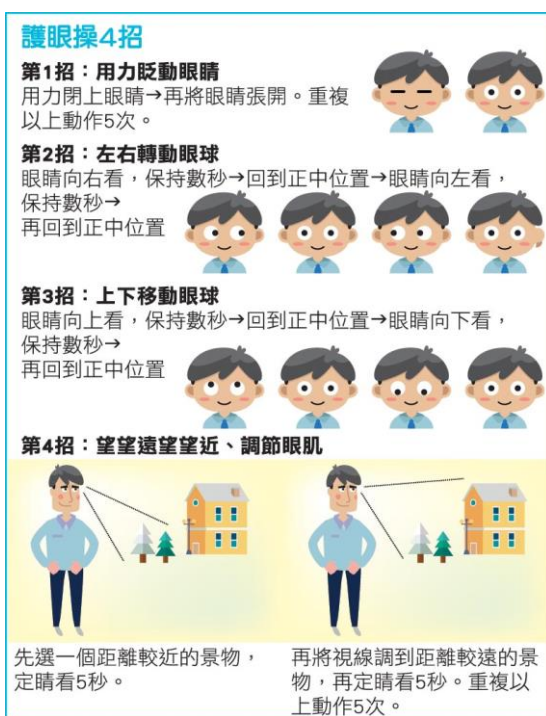 護眼操4招
第1招：用力眨動眼睛
用力閉上眼睛→再將眼睛張開。重複
以上動作5次。
第2招：左右轉動眼球
眼睛向右看，保持數秒→回到正中位置→眼睛向左看，
保持數秒→
再回到正中位置
第3招：上下移動眼球
眼睛向上看，保持數秒→回到正中位置→眼睛向下看，
保持數秒→
再回到正中位置
第4招：望望遠望望近、調節眼肌
先選一個距離較近的景物，
定睛看5秒。
再將視線調到距離較遠的景
物，再定睛看5秒。重複以
上動作5次。